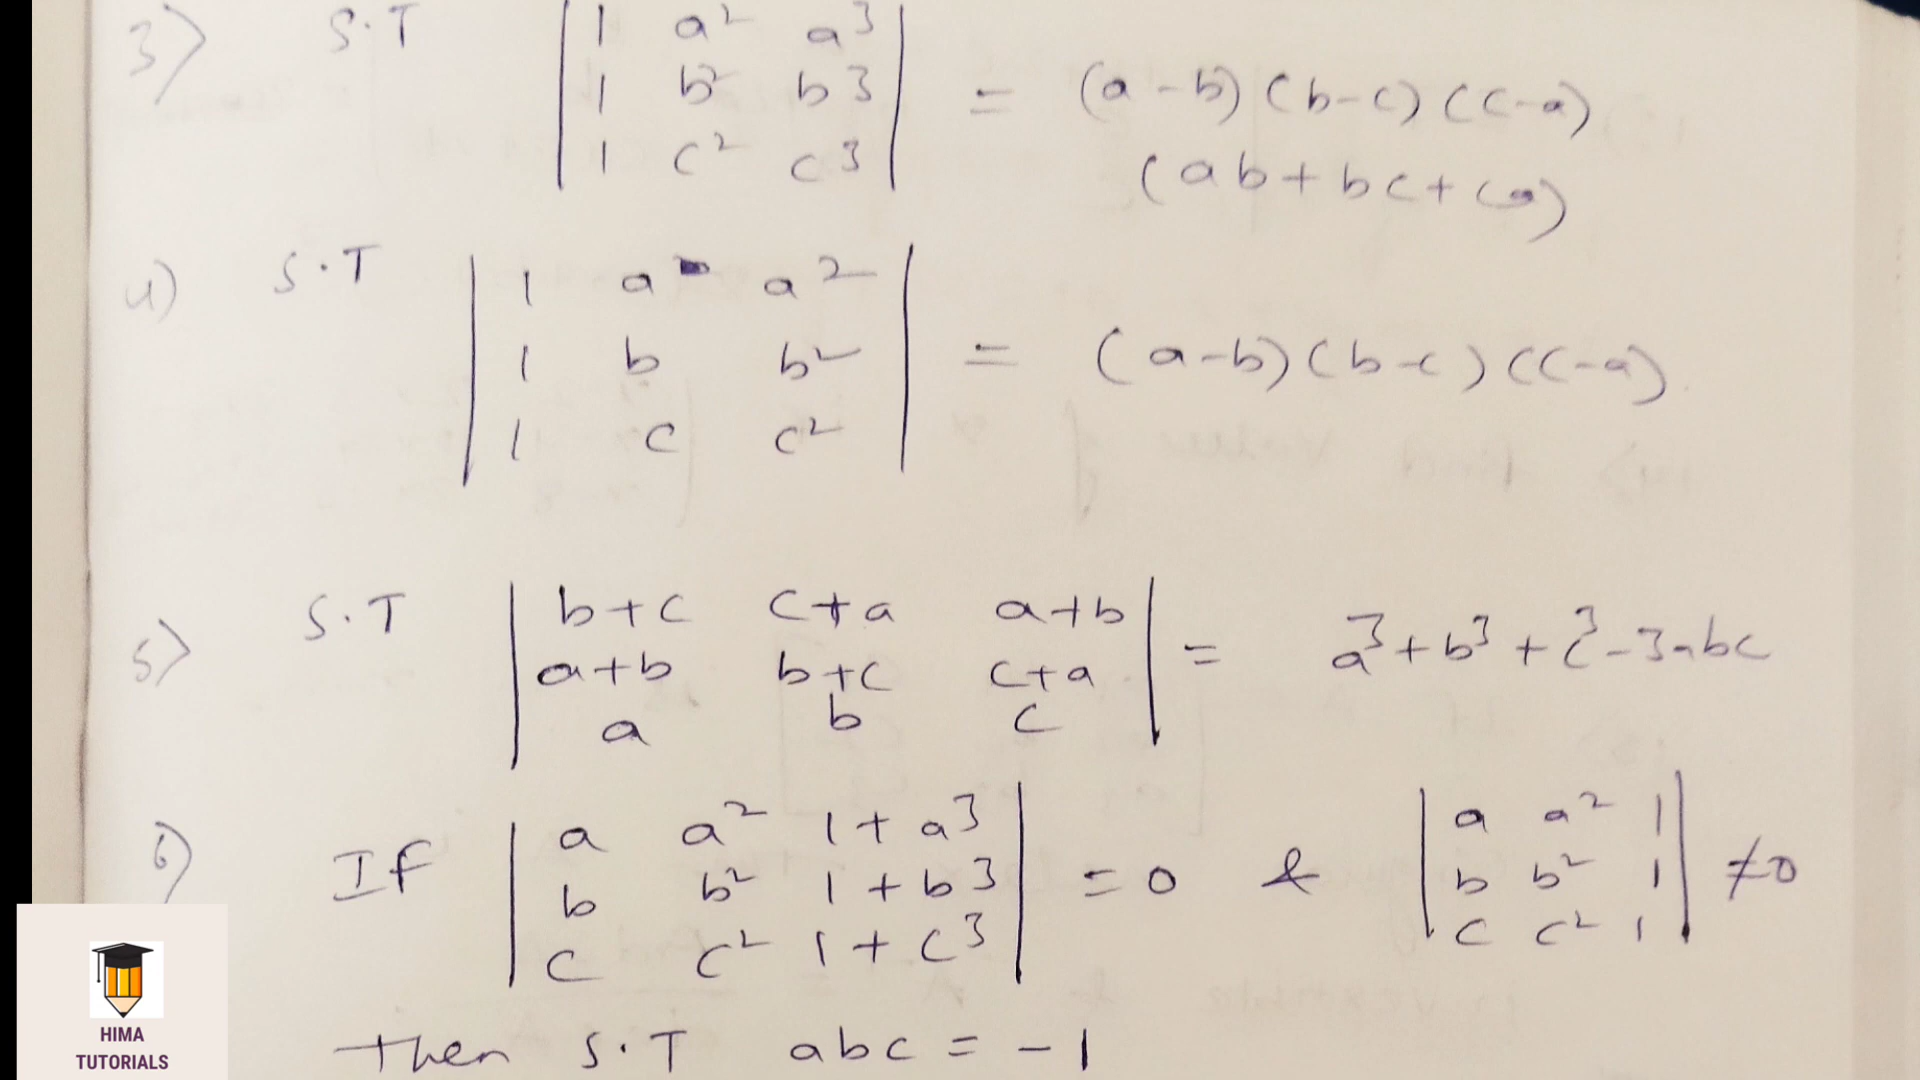 3) S.T | 1 a² a³ |
| 1 b² b³ | = (a-b)(b-c)(c-a)
| 1 c² c³ | (ab+bc+ca)
4) S.T | 1 a a² |
| 1 b b² | = (a-b)(b-c)(c-a)
| 1 c c² |
5) S.T | b+c c+a a+b |
| a+b b+c c+a | = a³+b³+c³-3abc
| a b c |
6) If | a a² 1+a³ | = 0 & | a a² 1 | ≠0
| b b² 1+b³ | | b b² 1 |
| c c² 1+c³ | | c c² 1 |
then S.T abc = -1
HIMA
TUTORIALS